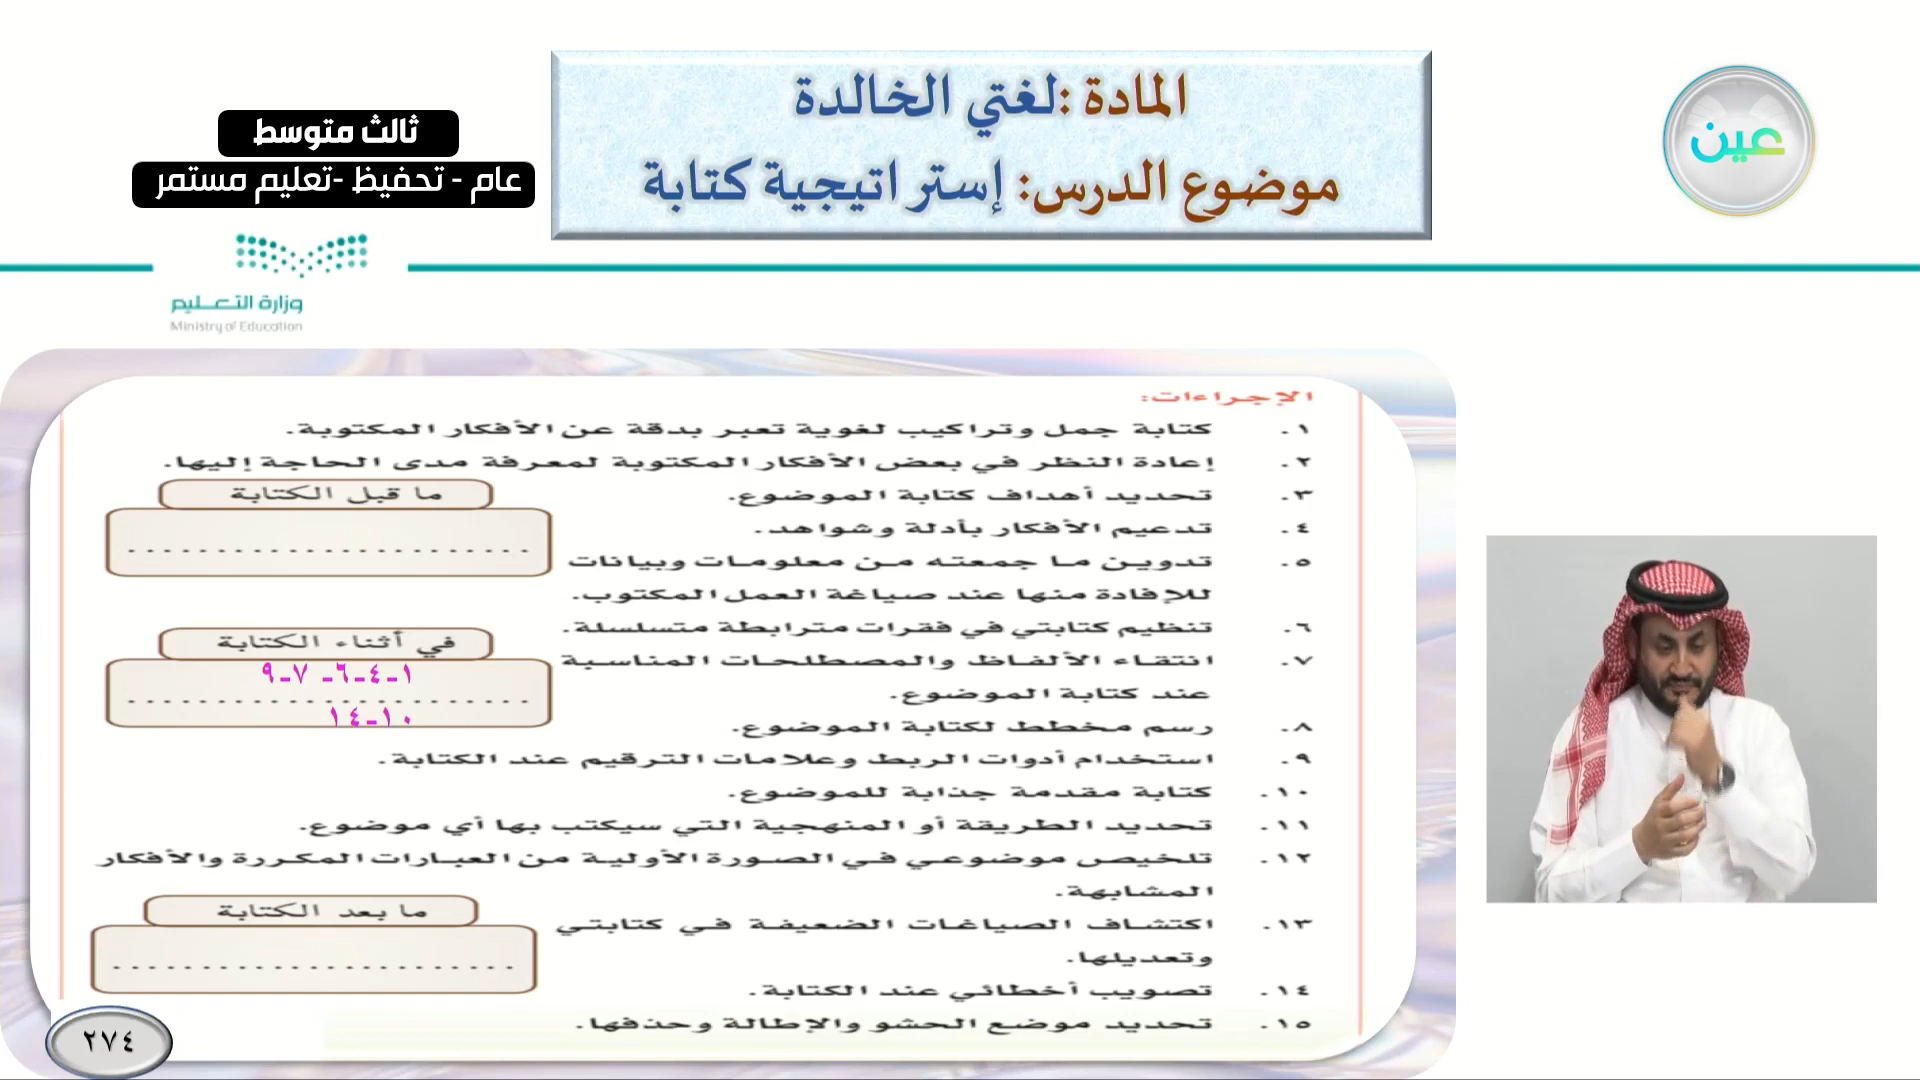 المادة :لغتي الخالدة
موضوع الدرس: إستراتيجية كتابة
عين
ثالث متوسط
عام - تحفيظ -تعليم مستمر
وزارة التعـــليم
Ministry of Education
الإجراءات:
١. كتابة جمل وتراكيب لغوية تعبر بدقة عن الأفكار المكتوبة.
٢. إعادة النظر في بعض الأفكار المكتوبة لمعرفة مدى الحاجة إليها.
٣. تحديد أهداف كتابة الموضوع.
٤. تدعيم الأفكار بأدلة وشواهد.
٥. تدوين ما جمعته من معلومات وبيانات
للإفادة منها عند صياغة العمل المكتوب.
٦. تنظيم كتابتي في فقرات مترابطة متسلسلة.
٧. انتقاء الألفاظ والمصطلحات المناسبة
عند كتابة الموضوع.
٨. رسم مخطط لكتابة الموضوع.
٩. استخدام أدوات الربط وعلامات الترقيم عند الكتابة.
١٠. كتابة مقدمة جذابة للموضوع.
١١. تحديد الطريقة أو المنهجية التي سيكتب بها أي موضوع.
١٢. تلخيص موضوعي في الصورة الأولية من العبارات المكررة والأفكار
المشابهة.
١٣. اكتشاف الصياغات الضعيفة في كتابتي
وتعديلها.
١٤. تصويب أخطائي عند الكتابة.
١٥. تحديد موضع الحشو والإطالة وحذفها.
ما قبل الكتابة
........................
في أثناء الكتابة
١-٤-٦- ٧-٩
........................
١٠-١٤
ما بعد الكتابة
........................
٢٧٤